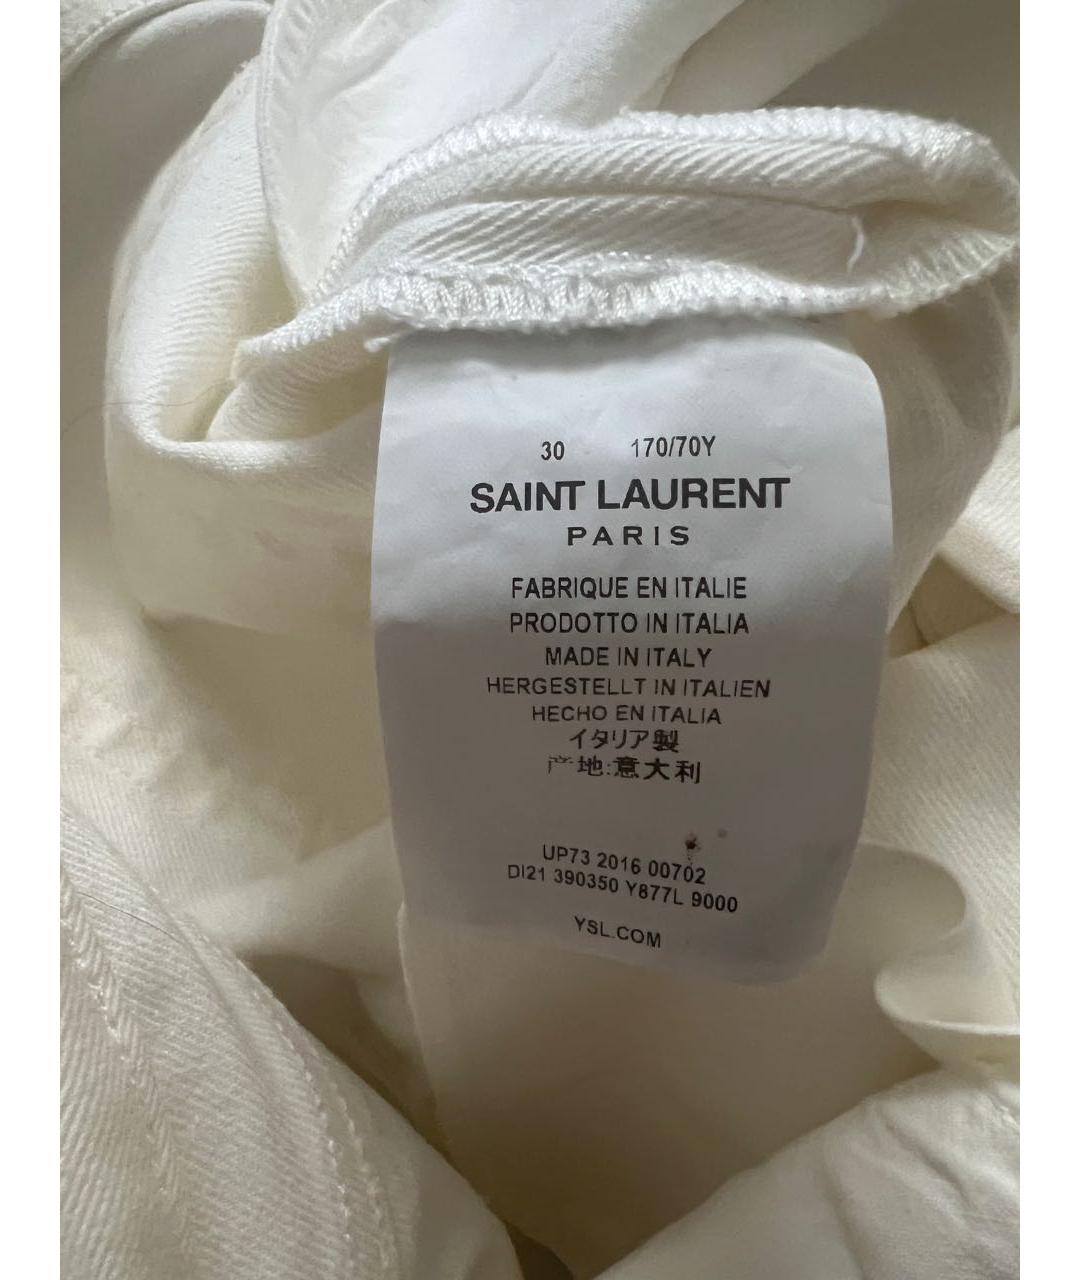 30 170/70Y
SAINT LAURENT
PARIS
FABRIQUE EN ITALIE
PRODOTTO IN ITALIA
MADE IN ITALY
HERGESTELLT IN ITALIEN
HECHO EN ITALIA
イタリア製
产地:意大利
UP73 2016 00702
DI21 390350 Y877L 9000
YSL.COM